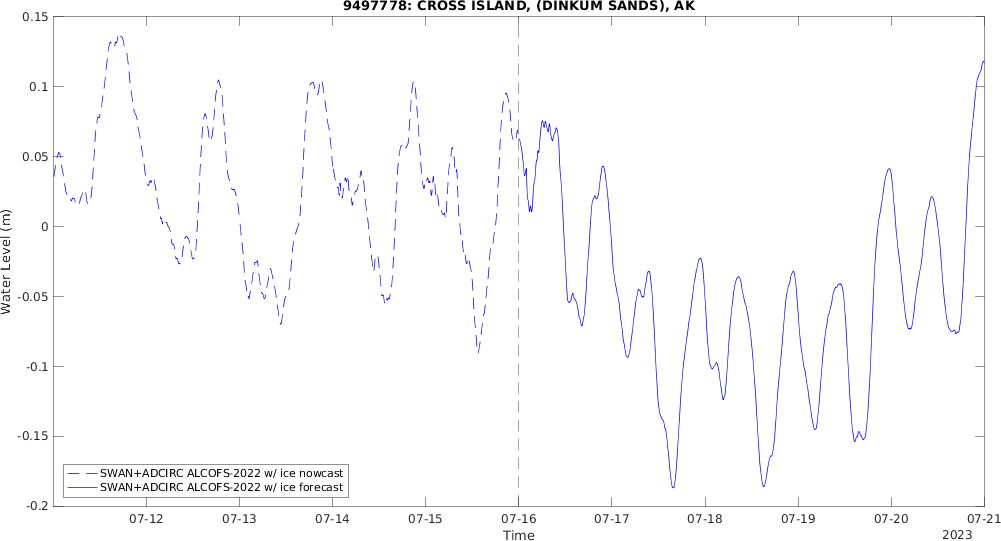 9497778: CROSS ISLAND, (DINKUM SANDS), AK
0.15
0.1
0.05
0
-0.05
-0.1
-0.15
-0.2
Water Level (m)
SWAN+ADCIRC ALCOFS-2022 w/ ice nowcast
SWAN+ADCIRC ALCOFS-2022 w/ ice forecast
07-12 07-13 07-14 07-15 07-16 07-17 07-18 07-19 07-20 07-21
Time
2023